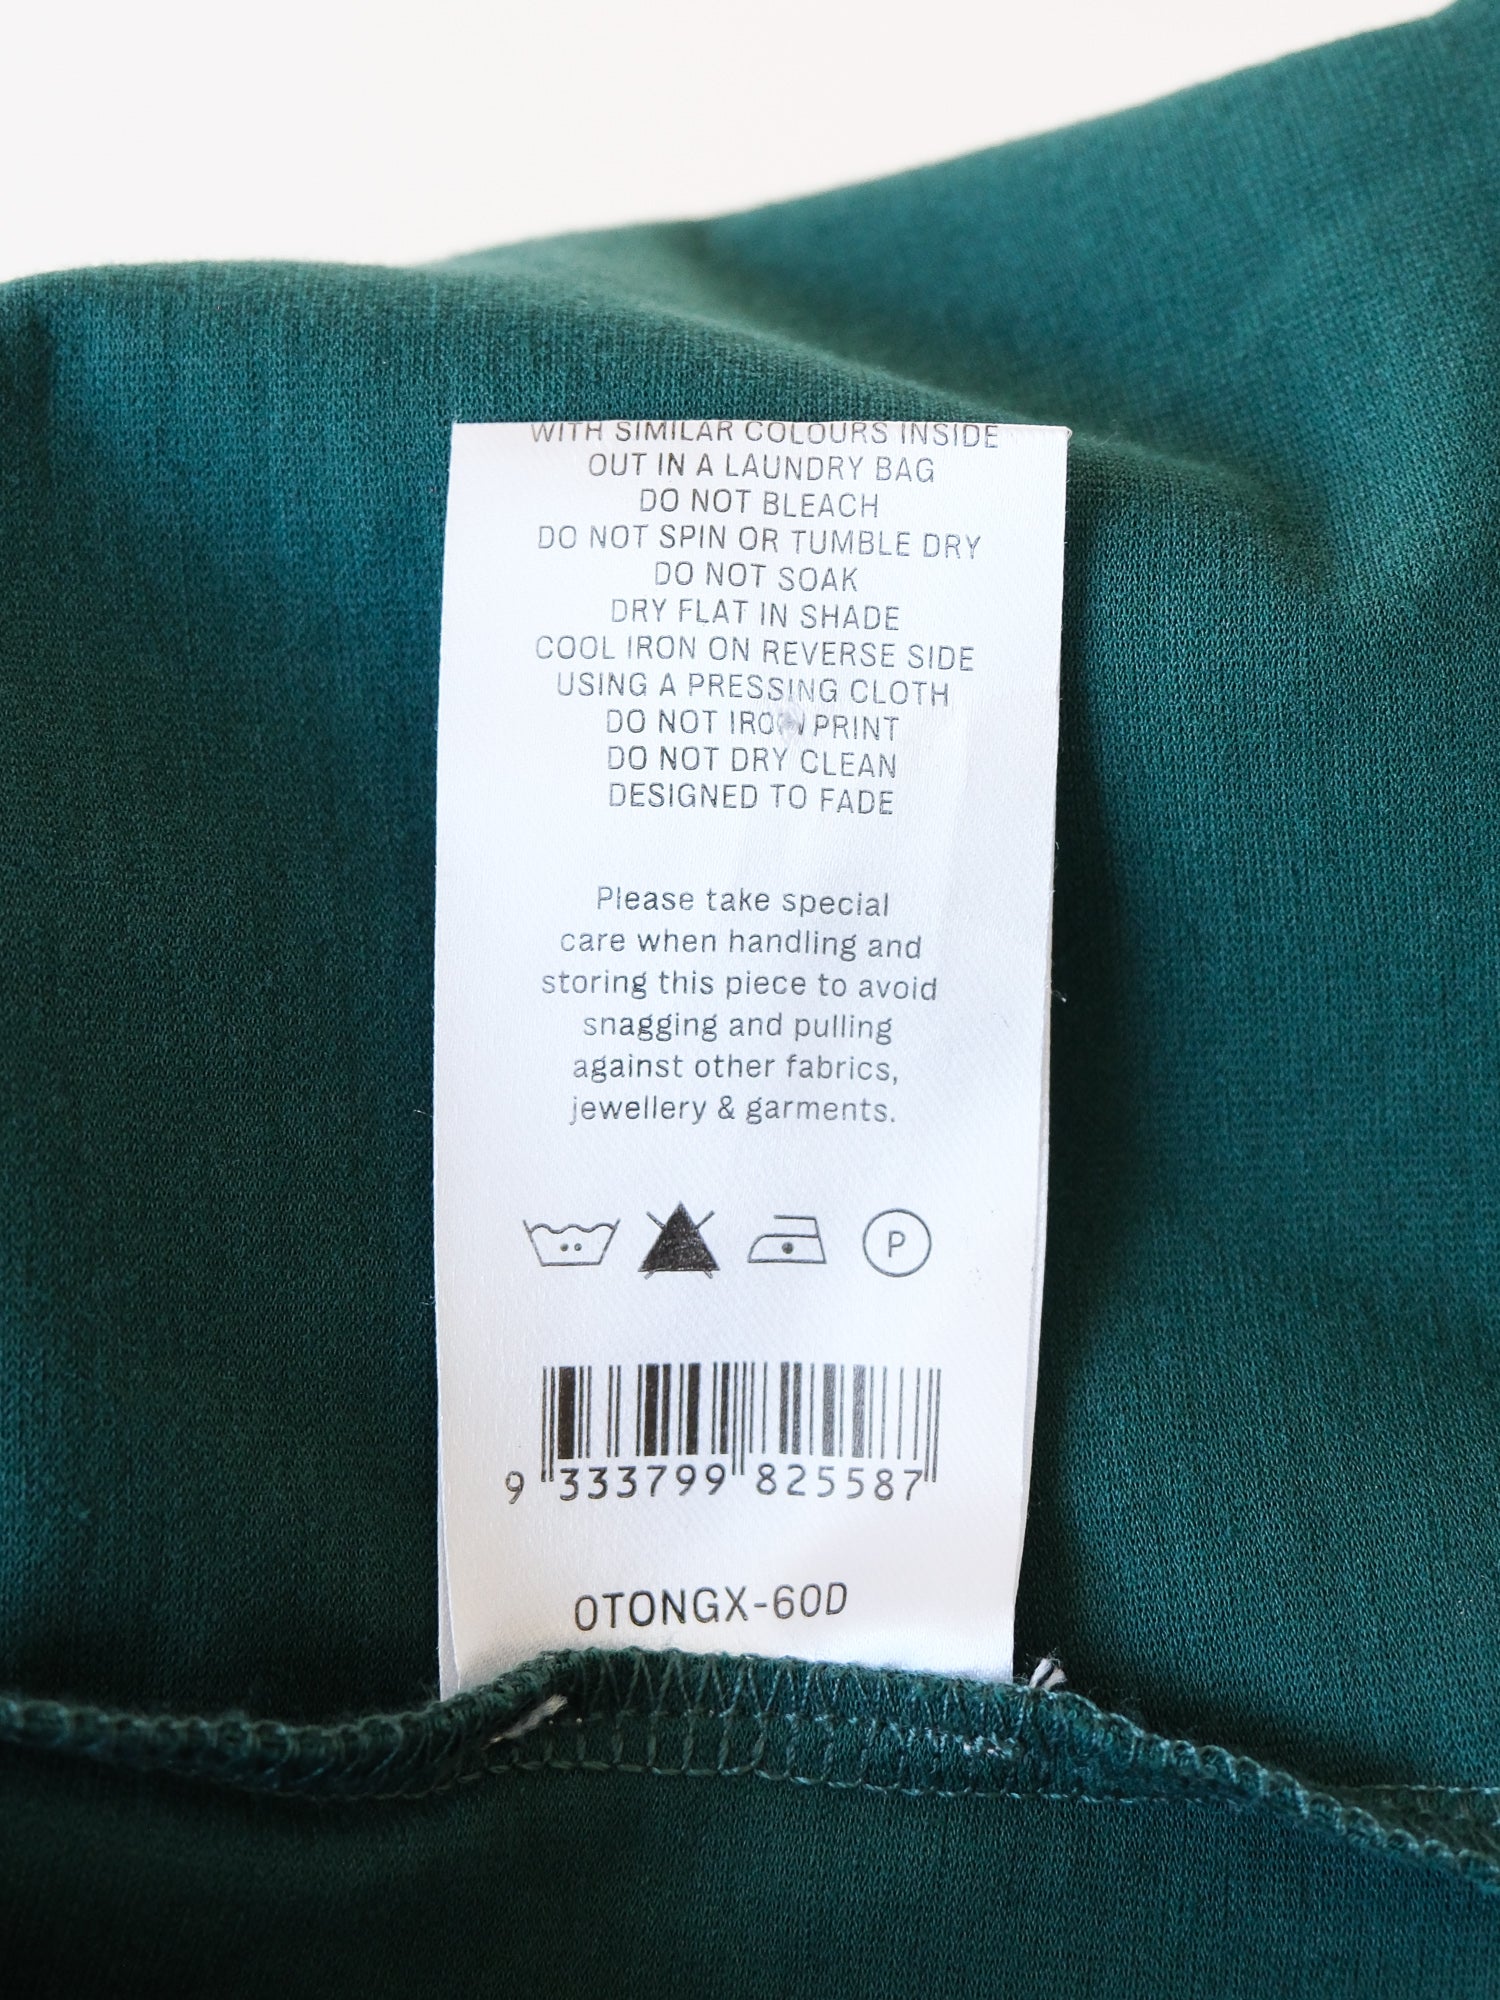 WITH SIMILAR COLOURS INSIDE
OUT IN A LAUNDRY BAG
DO NOT BLEACH
DO NOT SPIN OR TUMBLE DRY
DO NOT SOAK
DRY FLAT IN SHADE
COOL IRON ON REVERSE SIDE
USING A PRESSING CLOTH
DO NOT IRON PRINT
DO NOT DRY CLEAN
DESIGNED TO FADE
Please take special
care when handling and
storing this piece to avoid
snagging and pulling
against other fabrics,
jewellery & garments.
P
9 333799 825587
OTONGX-60D